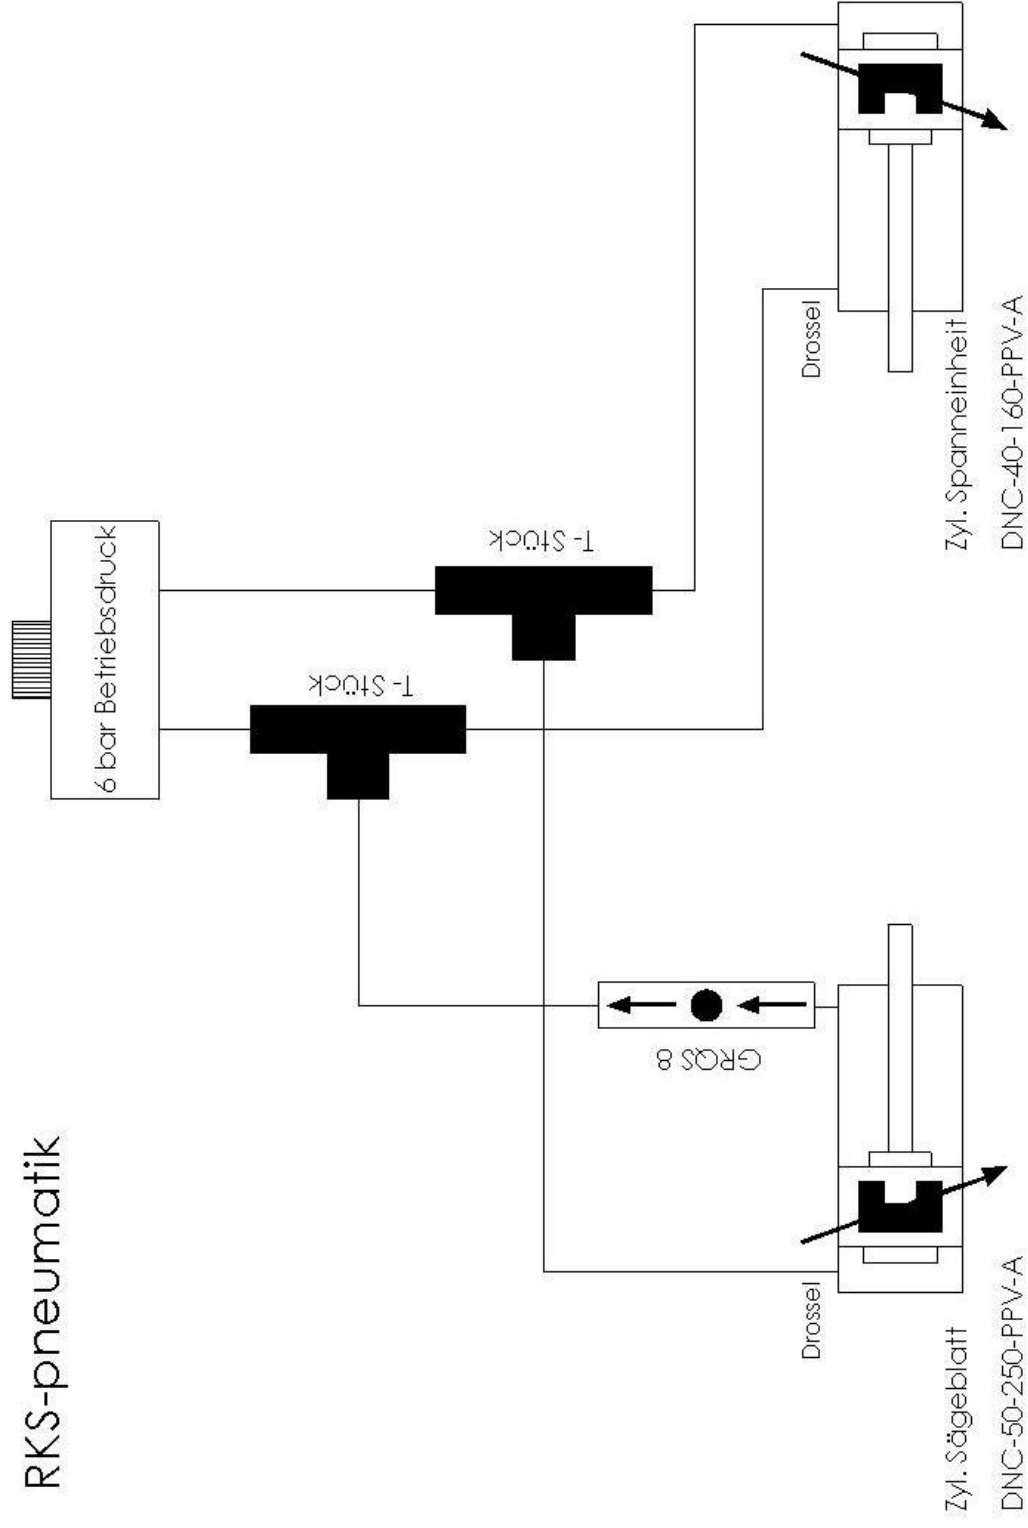 RKS-pneumatik
6 bar Betriebsdruck
T- Stück
T- Stück
GRQS 8
Drossel
Drossel
Zyl. Sägeblatt
DNC-50-250-PPV-A
Zyl. Spanneinheit
DNC-40-160-PPV-A